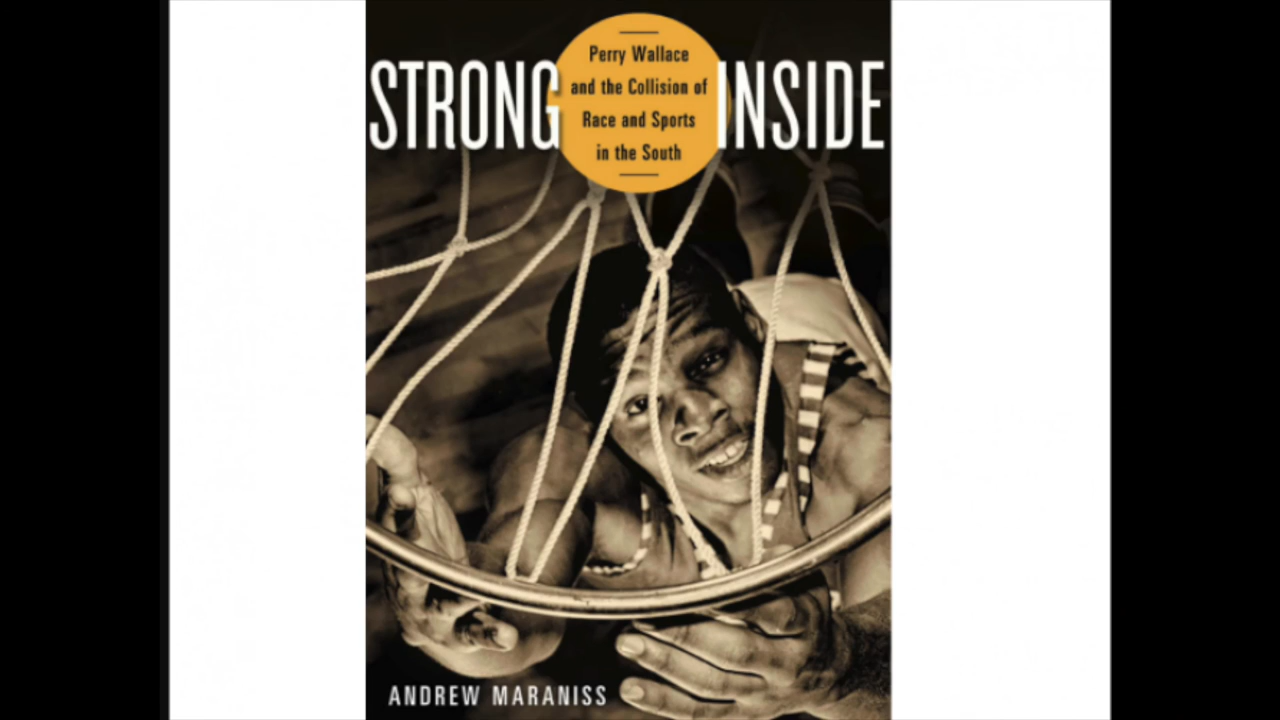 STRONG INSIDE
Perry Wallace
and the Collision of
Race and Sports
in the South
ANDREW MARANISS